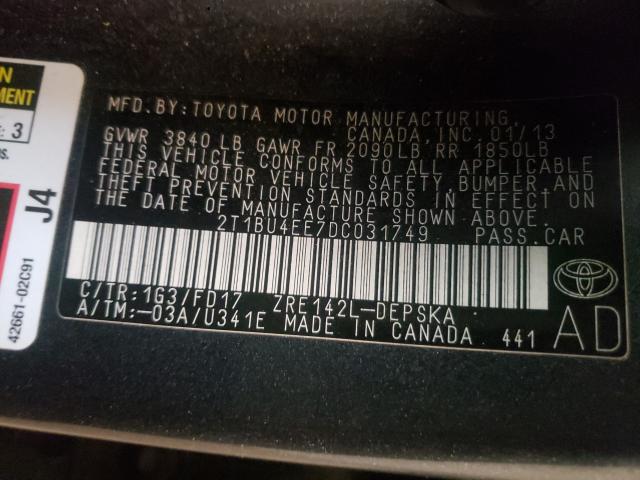 MFD.BY:TOYOTA MOTOR MANUFACTURING,
CANADA, INC. 01/13
GVWR 3840 LB GAWR FR 2090LB RR 1850LB
THIS VEHICLE CONFORMS TO ALL APPLICABLE
FEDERAL MOTOR VEHICLE SAFETY, BUMPER, AND
THEFT PREVENTION STANDARDS IN EFFECT ON
THE DATE OF MANUFACTURE SHOWN ABOVE.
2T1BU4EE7DC031749 PASS.CAR
C/TR:1G3/FD17 ZRE142L-DEPSKA
A/TM:-03A/U341E MADE IN CANADA 441
AD
J4
42661-02C91
3